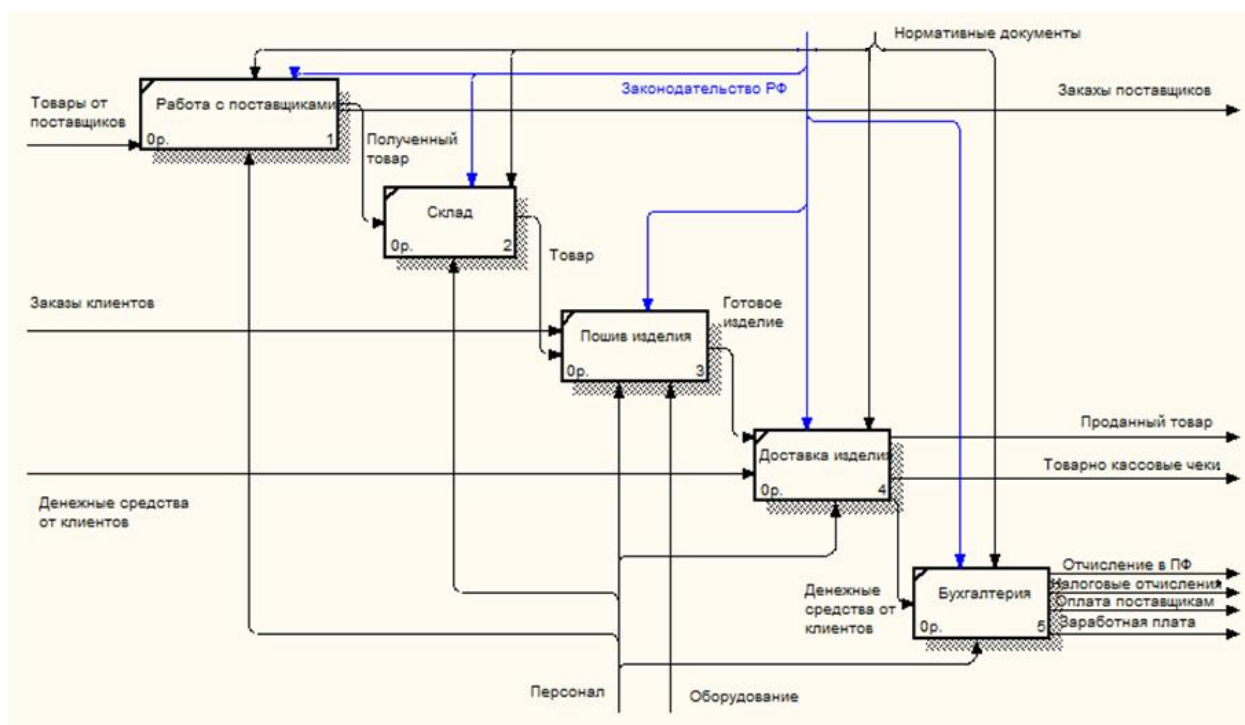 Нормативные документы
Законодательство РФ
Закахы поставщиков
Товары от
поставщиков
Работа с поставщиками
0р. 1
Полученный
товар
Склад
0р. 2
Товар
Заказы клиентов
Готовое
изделие
Пошив изделия
0р. 3
Проданный товар
Доставка изделия
0р. 4
Товарно кассовые чеки
Денежные средства
от клиентов
Отчисление в ПФ
Налоговые отчисления
Оплата поставщикам
Заработная плата
Денежные
средства от
клиентов
Бухгалтерия
0р. 5
Персонал
Оборудование